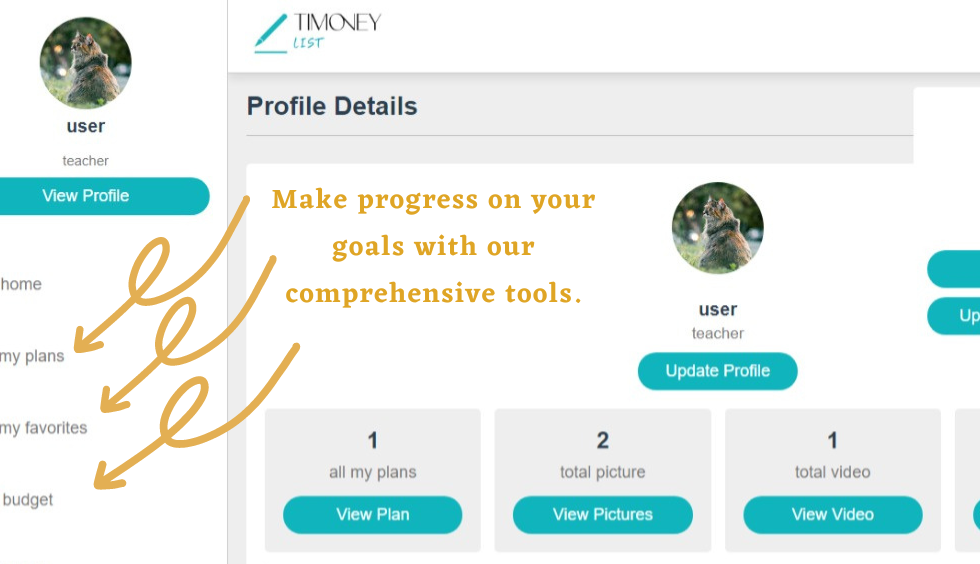 TIMONEY
LIST
user
teacher
View Profile
home
my plans
my favorites
budget
Profile Details
Make progress on your
goals with our
comprehensive tools.
user
teacher
Update Profile
1
all my plans
View Plan
2
total picture
View Pictures
1
total video
View Video
Up